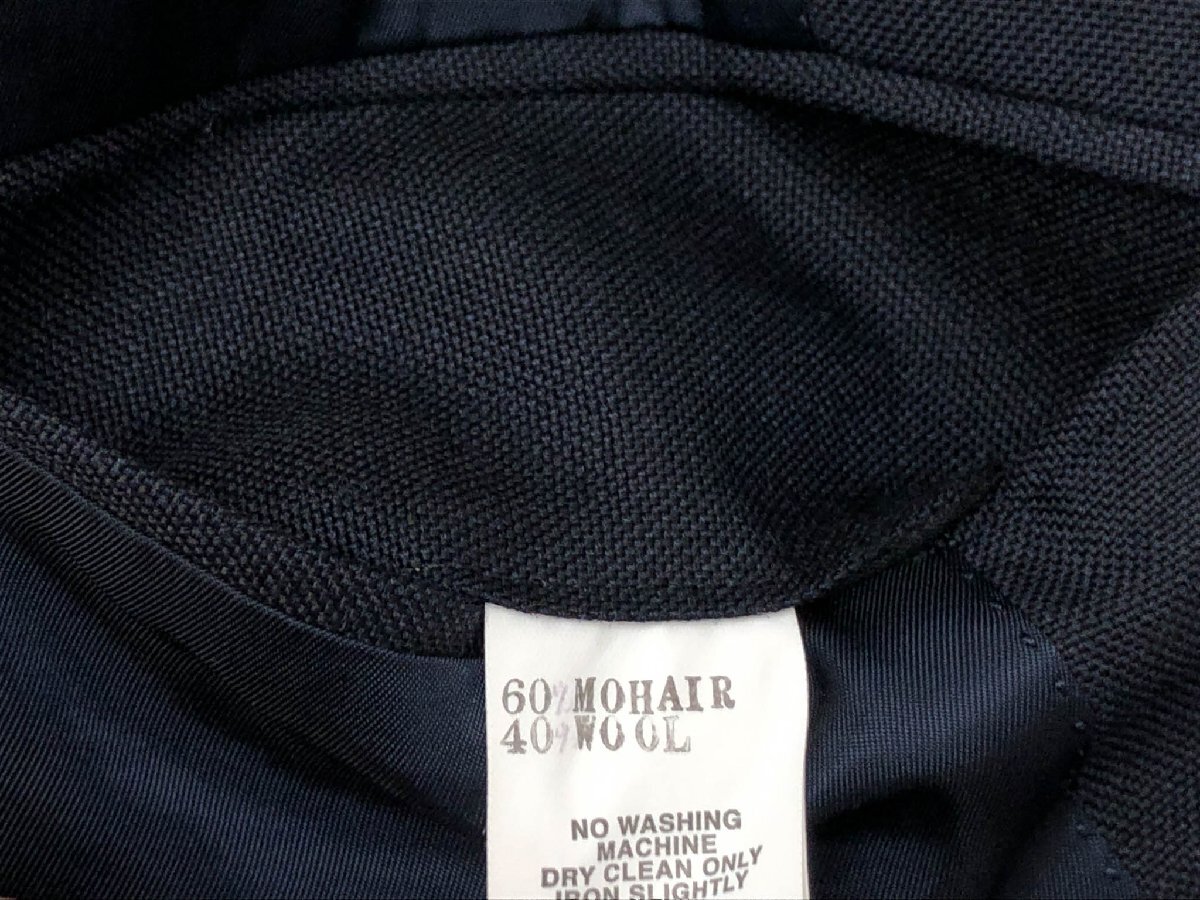 60% MOHAIR
40% WOOL
NO WASHING
MACHINE
DRY CLEAN ONLY
IRON SLIGHTLY